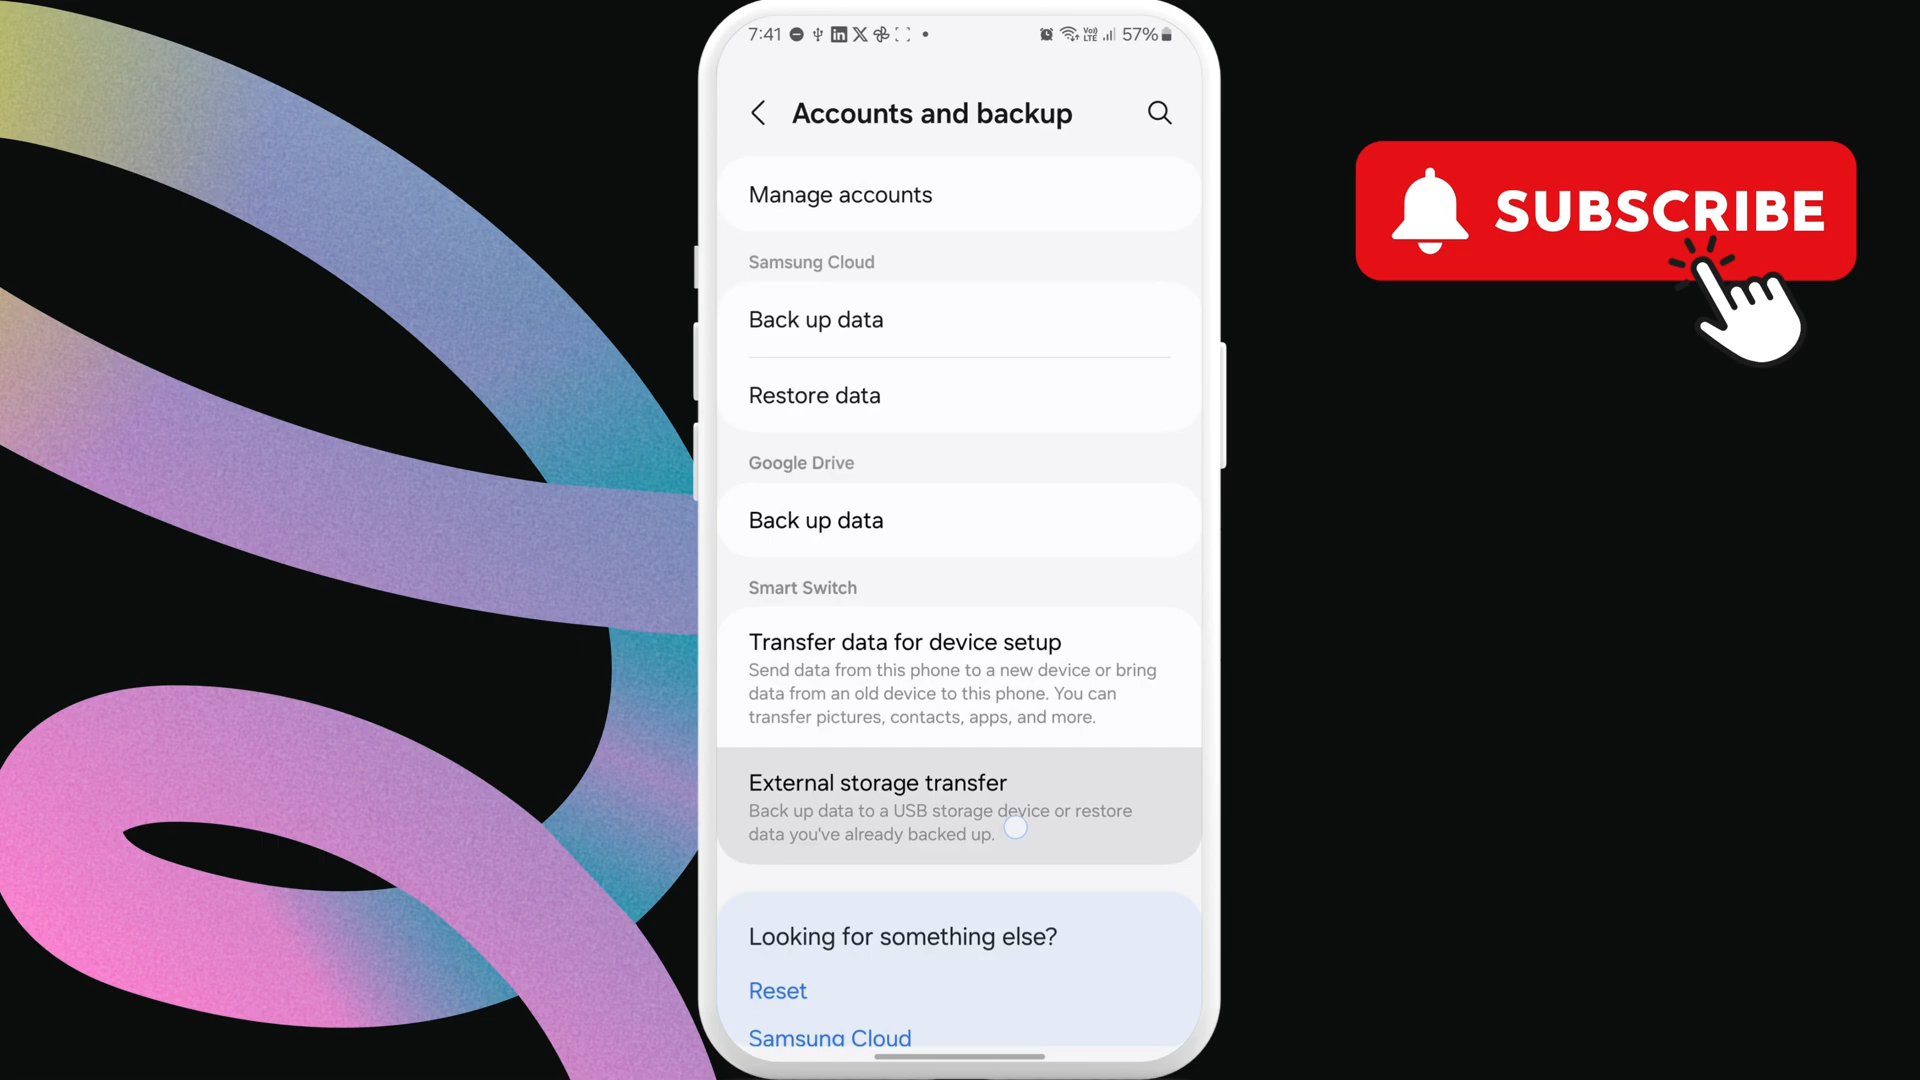 7:41
Vo) LTE 57%
Accounts and backup
Manage accounts
Samsung Cloud
Back up data
Restore data
Google Drive
Back up data
Smart Switch
Transfer data for device setup
Send data from this phone to a new device or bring
data from an old device to this phone. You can
transfer pictures, contacts, apps, and more.
External storage transfer
Back up data to a USB storage device or restore
data you've already backed up.
Looking for something else?
Reset
Samsung Cloud
SUBSCRIBE